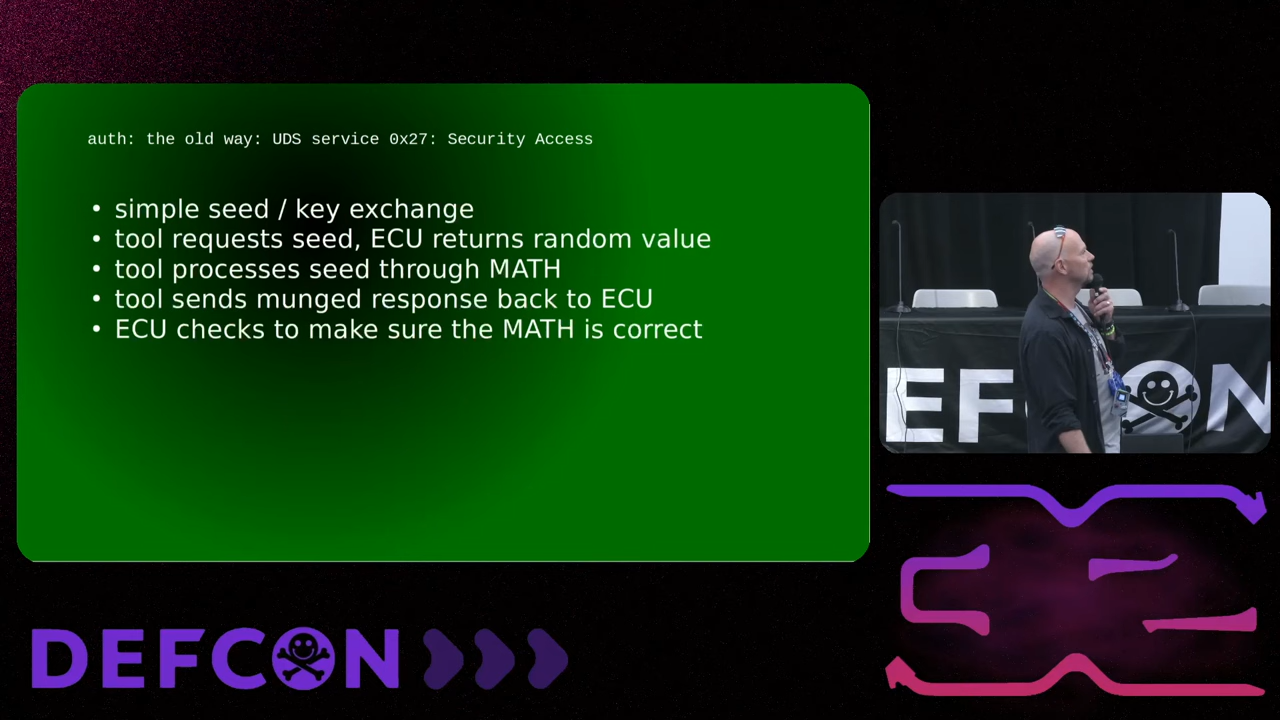 auth: the old way: UDS service 0x27: Security Access
• simple seed / key exchange
• tool requests seed, ECU returns random value
• tool processes seed through MATH
• tool sends munged response back to ECU
• ECU checks to make sure the MATH is correct
EFCON
DEFCON